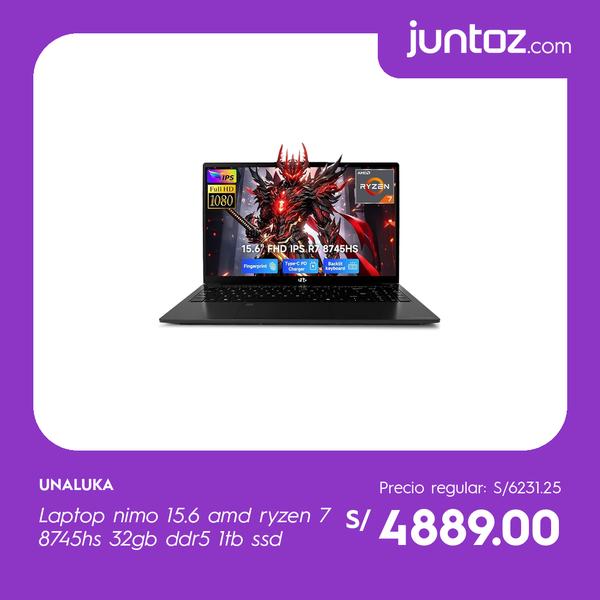 juntoz.com
IPS
Full HD
1080
AMD
RYZEN
7
15.6" FHD IPS R7 8745HS
Fingerprint
Type-C PD
Charger
Backlit
keyboard
UNALUKA
Precio regular: S/6231.25
Laptop nimo 15.6 amd ryzen 7
8745hs 32gb ddr5 1tb ssd
S/ 4889.00